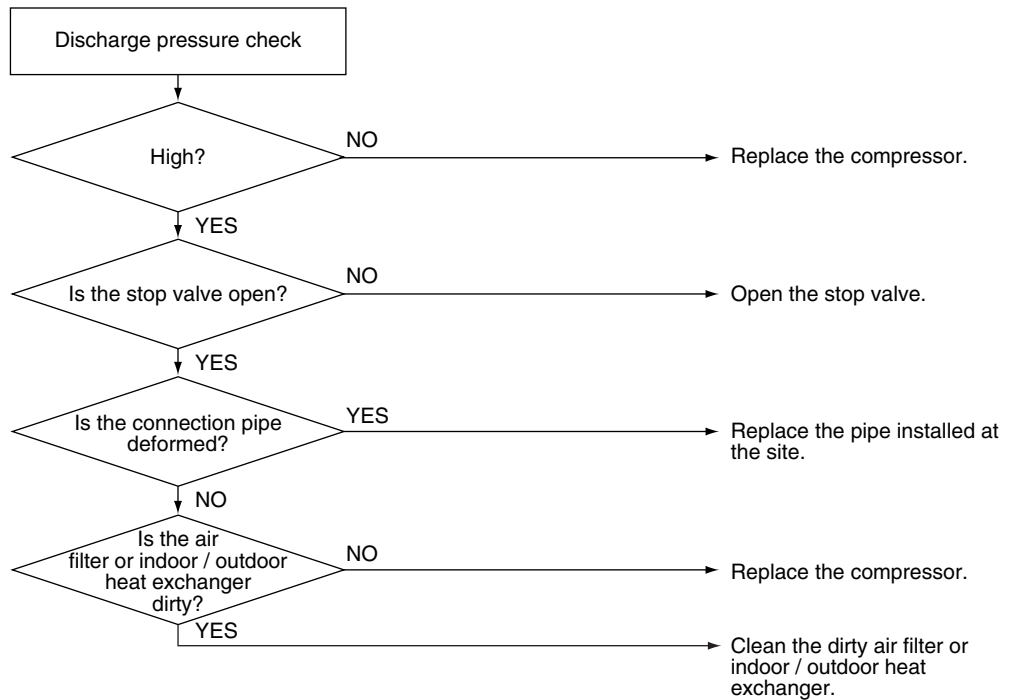 Discharge pressure check
High?
NO
Replace the compressor.
YES
Is the stop valve open?
NO
Open the stop valve.
YES
Is the connection pipe
deformed?
YES
Replace the pipe installed at
the site.
NO
Is the air
filter or indoor / outdoor
heat exchanger
dirty?
NO
Replace the compressor.
YES
Clean the dirty air filter or
indoor / outdoor heat
exchanger.